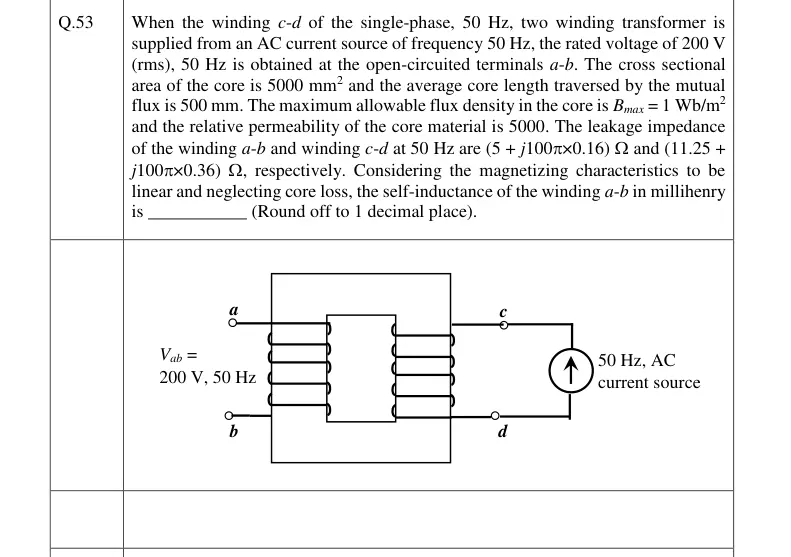 Q.53 When the winding c-d of the single-phase, 50 Hz, two winding transformer is
supplied from an AC current source of frequency 50 Hz, the rated voltage of 200 V
(rms), 50 Hz is obtained at the open-circuited terminals a-b. The cross sectional
area of the core is 5000 mm² and the average core length traversed by the mutual
flux is 500 mm. The maximum allowable flux density in the core is Bmax = 1 Wb/m²
and the relative permeability of the core material is 5000. The leakage impedance
of the winding a-b and winding c-d at 50 Hz are (5 + j100π×0.16) Ω and (11.25 +
j100π×0.36) Ω, respectively. Considering the magnetizing characteristics to be
linear and neglecting core loss, the self-inductance of the winding a-b in millihenry
is ___________ (Round off to 1 decimal place).
a
c
Vab =
200 V, 50 Hz
50 Hz, AC
current source
b
d